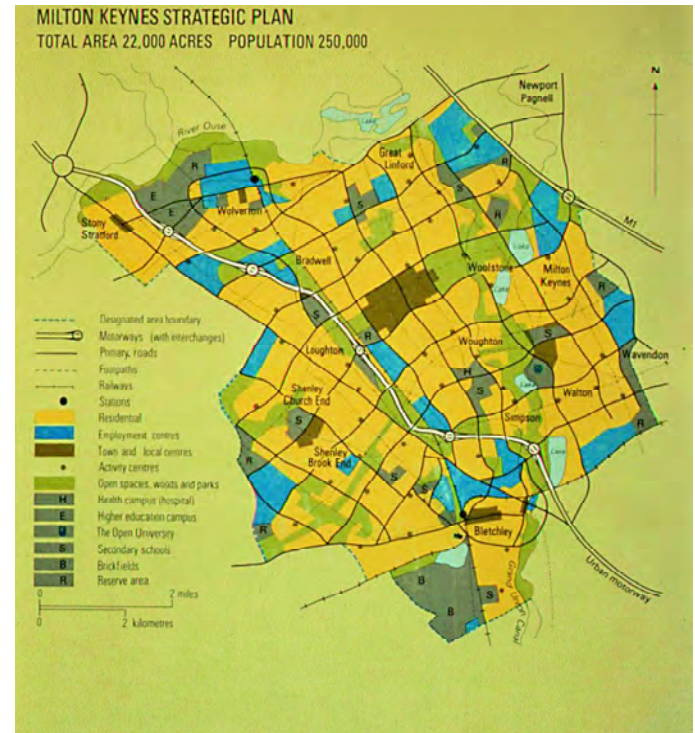 MILTON KEYNES STRATEGIC PLAN
TOTAL AREA 22,000 ACRES POPULATION 250,000
Newport
Pagnell
N
River Ouse
Lake
Great
Linford
R
E
E
Wolverton
Stony
Stratford
S
S
R
M1
Bradwell
Woolstone
Lake
Milton
Keynes
Lake
R
S
R
Woughton
S
Wavendon
Loughton
H
Lake
Shenley
Church End
S
Walton
Simpson
R
S
Shenley
Brook End
R
S
S
Lake
R
Bletchley
B
B
S
Grand Union Canal
Urban motorway
Designated area boundary
Motorways (with interchanges)
Primary roads
Footpaths
Railways
Stations
Residential
Employment centres
Town and local centres
Activity centres
Open spaces, woods and parks
H Health campus (hospital)
E Higher education campus
The Open University
S Secondary schools
B Brickfields
R Reserve area
0 2 miles
0 2 kilometres